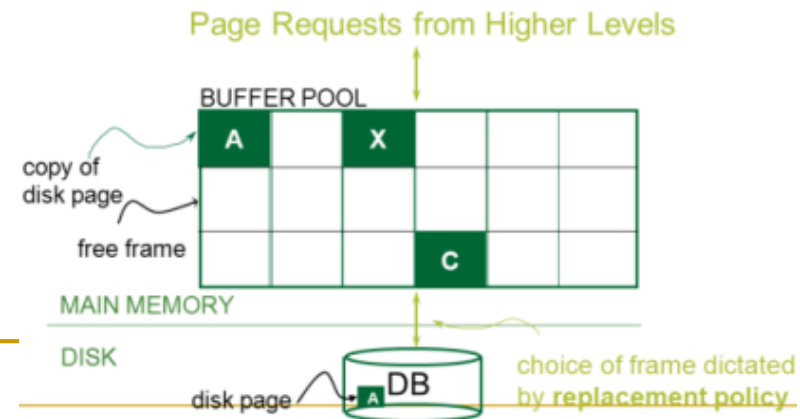 Page Requests from Higher Levels
BUFFER POOL
A
X
copy of
disk page
free frame
C
MAIN MEMORY
DISK
choice of frame dictated
by replacement policy
disk page
A
DB